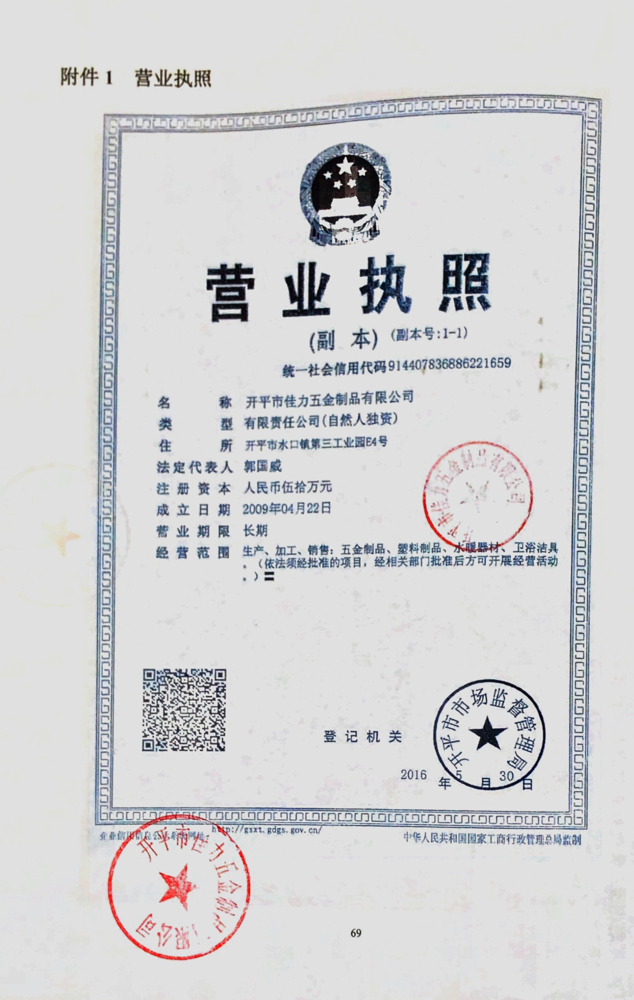 附件 1 营业执照
营业执照
(副 本) (副本号:1-1)
统一社会信用代码914407836886221659
名 称 开平市佳力五金制品有限公司
类 型 有限责任公司(自然人独资)
住 所 开平市水口镇第三工业园E4号
法定代表人 郭国威
注册资本 人民币伍拾万元
成立日期 2009年04月22日
营业期限 长期
经营范围 生产、加工、销售：五金制品、塑料制品、水暖器材、卫浴洁具
。（依法须经批准的项目，经相关部门批准后方可开展经营活动
。）〓
开平市佳力五金制品有限公司
登记机关
开平市市场监督管理局
2016 年 5 月 30 日
企业信用信息公示系统网址: http://gsxt.gdgs.gov.cn/
中华人民共和国国家工商行政管理总局监制
开平市佳力五金制品有限公司
69